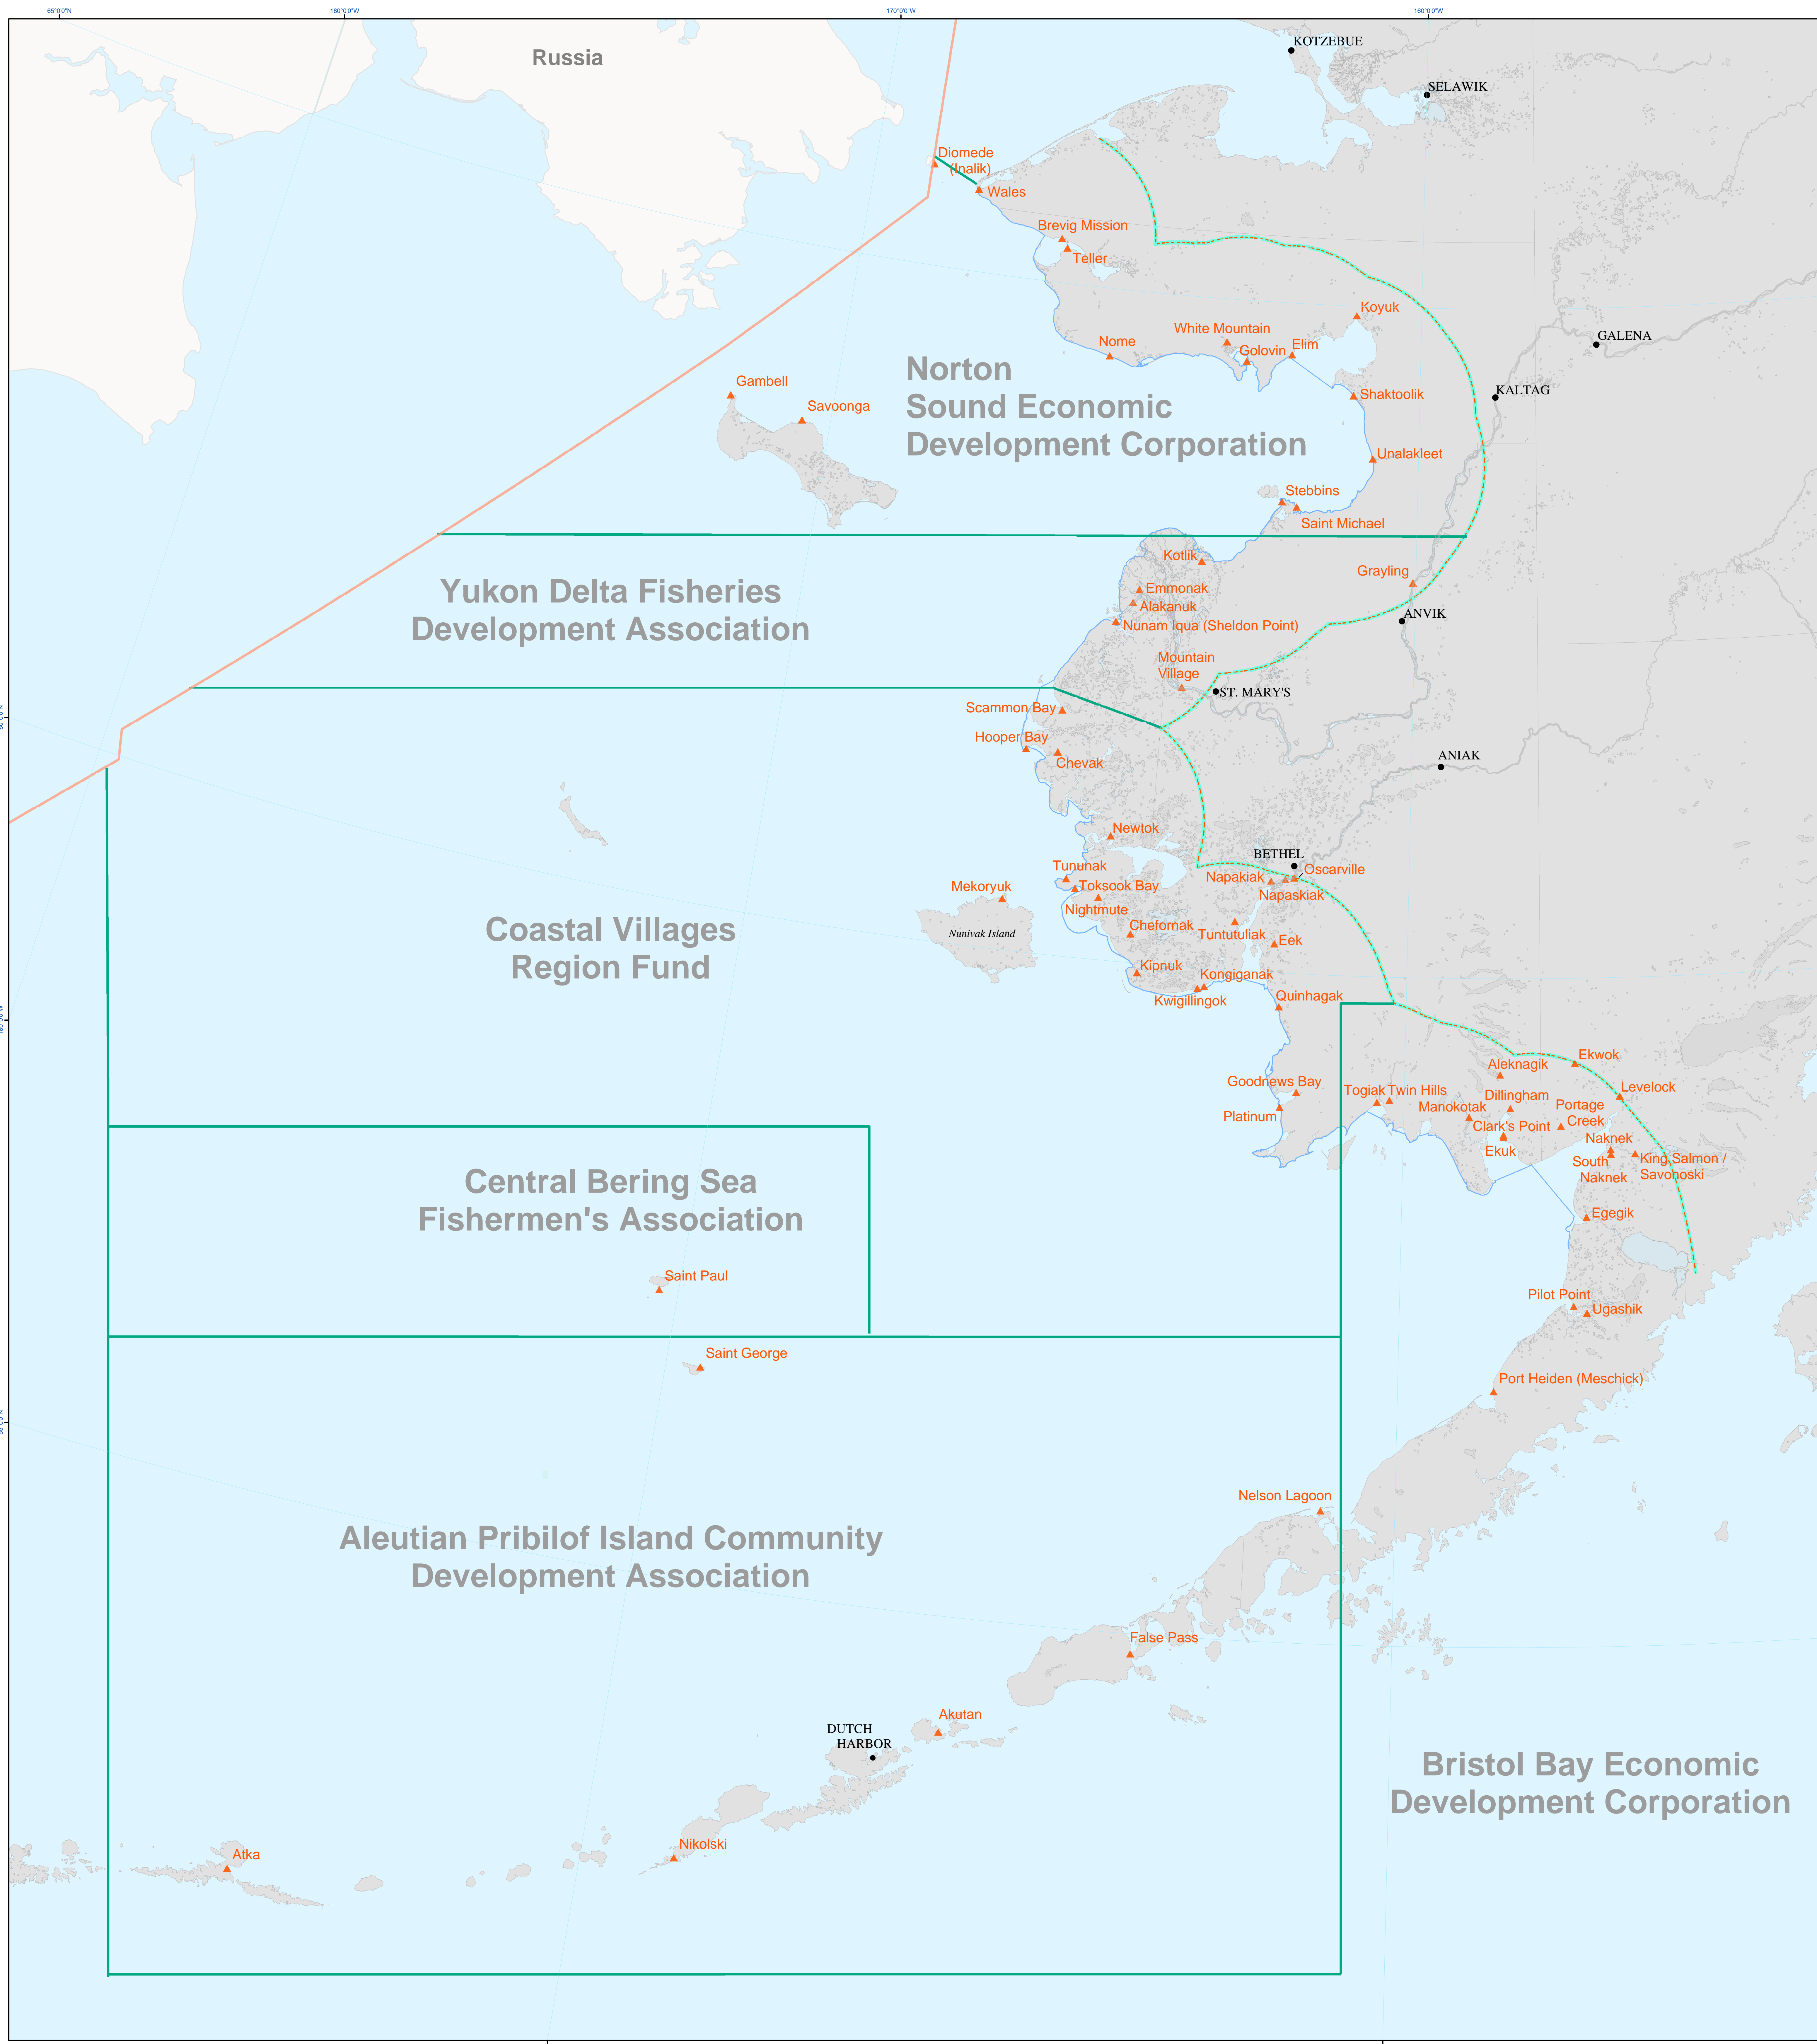 65°0'0"N
180°0'0"W
170°0'0"W
160°0'0"W
Russia
KOTZEBUE
SELAWIK
Diomede
(Inalik)
Wales
Brevig Mission
Teller
Koyuk
White Mountain
GALENA
Nome
Golovin
Elim
Norton
Sound Economic
Development Corporation
Gambell
Savoonga
KALTAG
Shaktoolik
Unalakleet
Stebbins
Saint Michael
Kotlik
Grayling
Yukon Delta Fisheries
Development Association
Emmonak
Alakanuk
ANVIK
Nunam Iqua (Sheldon Point)
Mountain
Village
ST. MARY'S
Scammon Bay
Hooper Bay
Chevak
ANIAK
Newtok
BETHEL
Tununak
Oscarville
Napakiak
Mekoryuk
Toksook Bay
Napaskiak
Nightmute
Coastal Villages
Region Fund
Nunivak Island
Chefornak
Tuntutuliak
Eek
Kipnuk
Kongiganak
Kwigillingok
Quinhagak
Ekwok
Aleknagik
Goodnews Bay
Togiak
Twin Hills
Dillingham
Levelock
Platinum
Manokotak
Portage
Creek
Clark's Point
Naknek
Ekuk
South
Naknek
King Salmon /
Savonoski
Central Bering Sea
Fishermen's Association
Egegik
Saint Paul
Pilot Point
Ugashik
Saint George
Port Heiden (Meschick)
Nelson Lagoon
Aleutian Pribilof Island Community
Development Association
False Pass
Akutan
DUTCH
HARBOR
Bristol Bay Economic
Development Corporation
Nikolski
Atka